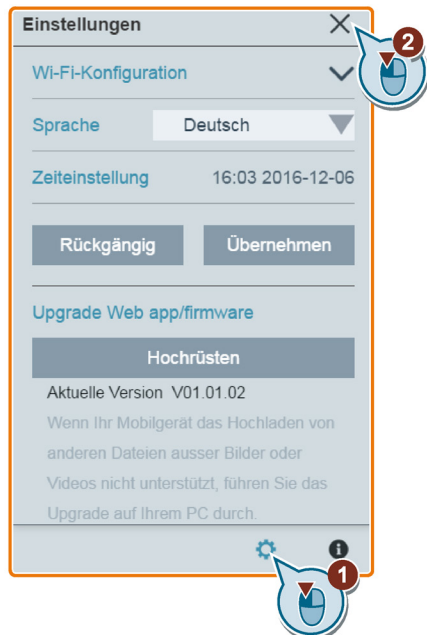 Einstellungen
2
Wi-Fi-Konfiguration
Sprache Deutsch
Zeiteinstellung 16:03 2016-12-06
Rückgängig Übernehmen
Upgrade Web app/firmware
Hochrüsten
Aktuelle Version V01.01.02
Wenn Ihr Mobilgerät das Hochladen von
anderen Dateien ausser Bilder oder
Videos nicht unterstützt, führen Sie das
Upgrade auf Ihrem PC durch.
i
1